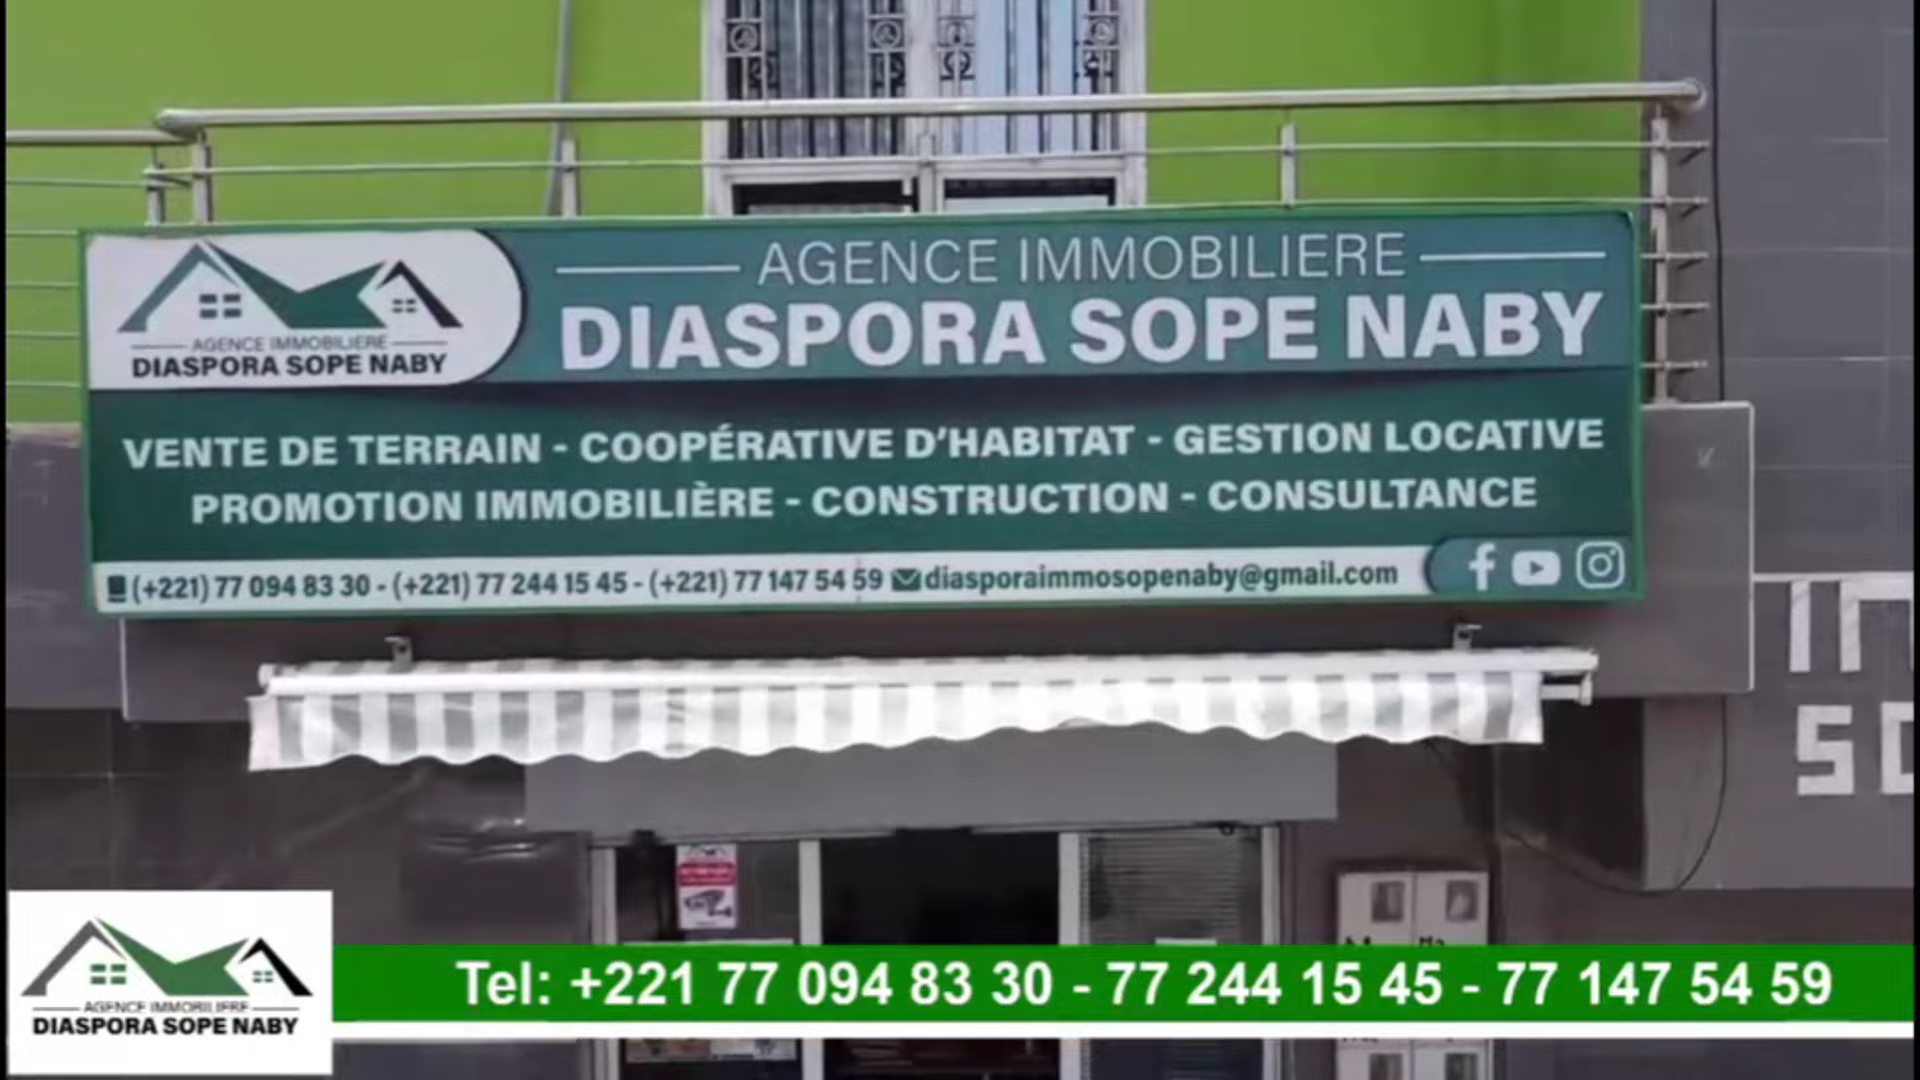 AGENCE IMMOBILIERE
DIASPORA SOPE NABY
AGENCE IMMOBILIERE
DIASPORA SOPE NABY
VENTE DE TERRAIN - COOPÉRATIVE D'HABITAT - GESTION LOCATIVE
PROMOTION IMMOBILIÈRE - CONSTRUCTION - CONSULTANCE
(+221) 77 094 83 30 - (+221) 77 244 15 45 - (+221) 77 147 54 59 diasporaimmosopenaby@gmail.com
AGENCE IMMOBILIERE
DIASPORA SOPE NABY
Tel: +221 77 094 83 30 - 77 244 15 45 - 77 147 54 59